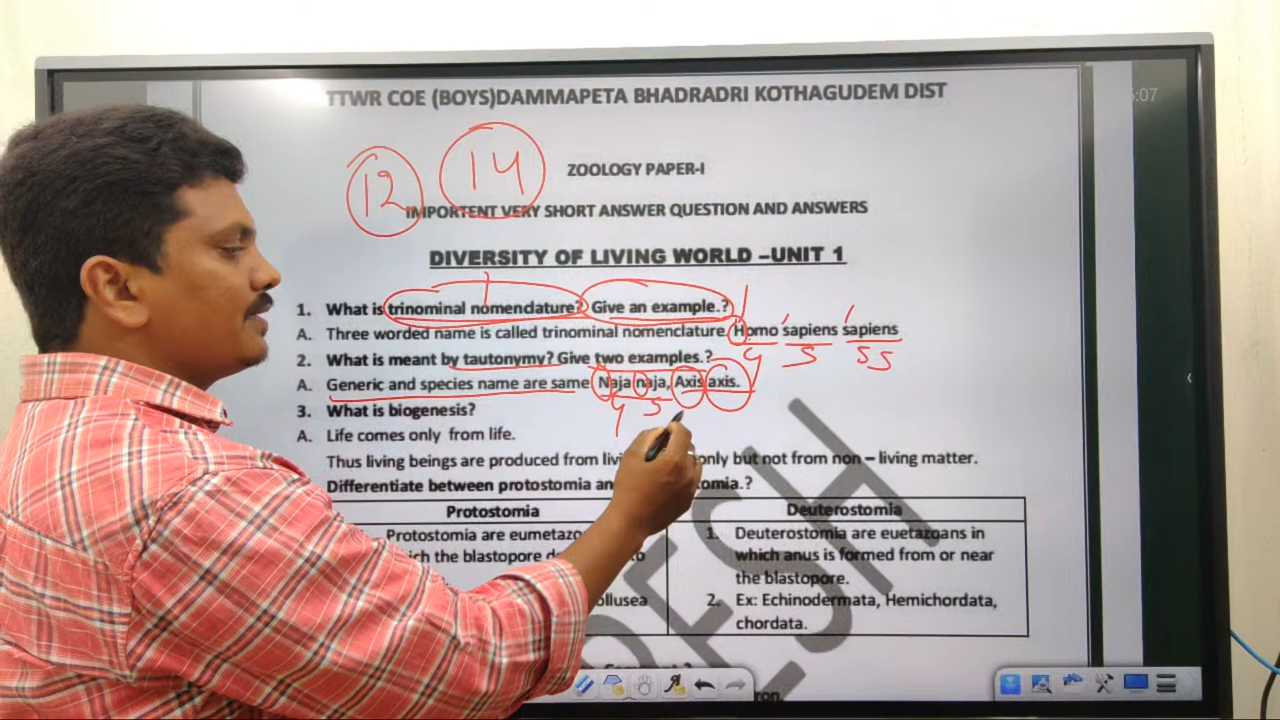 TTWR COE (BOYS)DAMMAPETA BHADRADRI KOTHAGUDEM DIST
:07
12 14
ZOOLOGY PAPER-I
IMPORTENT VERY SHORT ANSWER QUESTION AND ANSWERS
DIVERSITY OF LIVING WORLD –UNIT 1
1. What is trinominal nomenclature? Give an example.?
A. Three worded name is called trinominal nomenclature. Homo sapiens sapiens
2. What is meant by tautonymy? Give two examples.?
A. Generic and species name are same Naja naja, Axis axis.
3. What is biogenesis?
A. Life comes only from life.
Thus living beings are produced from only but not from non – living matter.
Differentiate between protostomia
Protostomia
Protostomia are
the blastopore
Deuterostomia
1. Deuterostomia are euetazoans in
which anus is formed from or near
the blastopore.
2. Ex: Echinodermata, Hemichordata,
chordata.